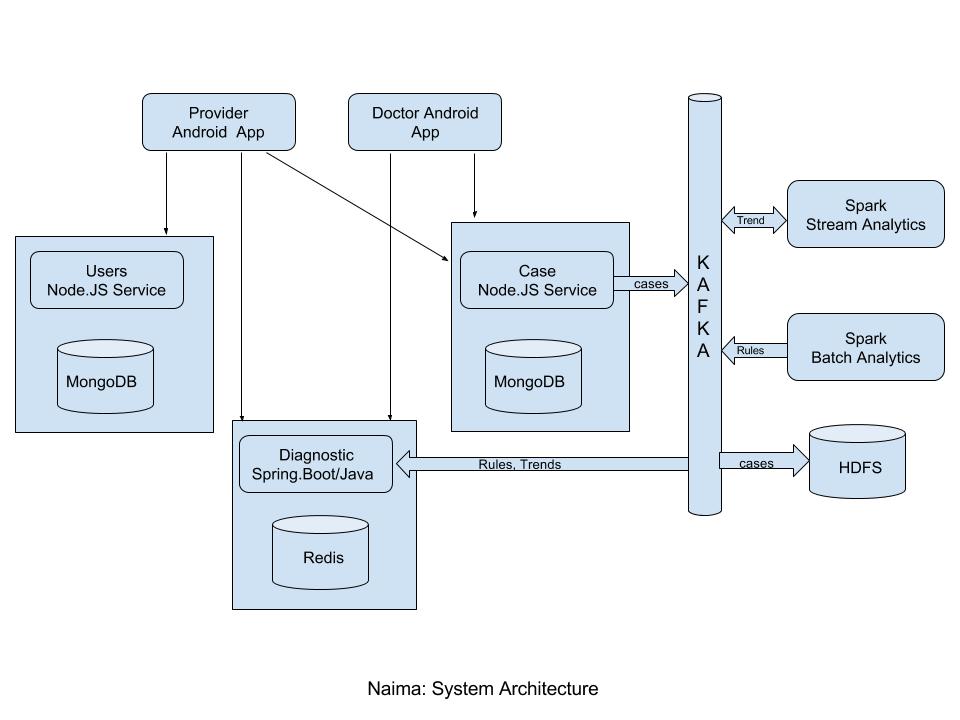 Provider
Android App
Doctor Android
App
Spark
Stream Analytics
Trend
Users
Node.JS Service
Case
Node.JS Service
cases
K
A
F
K
A
Spark
Batch Analytics
Rules
MongoDB
MongoDB
Diagnostic
Spring.Boot/Java
Rules, Trends
cases
HDFS
Redis
Naima: System Architecture